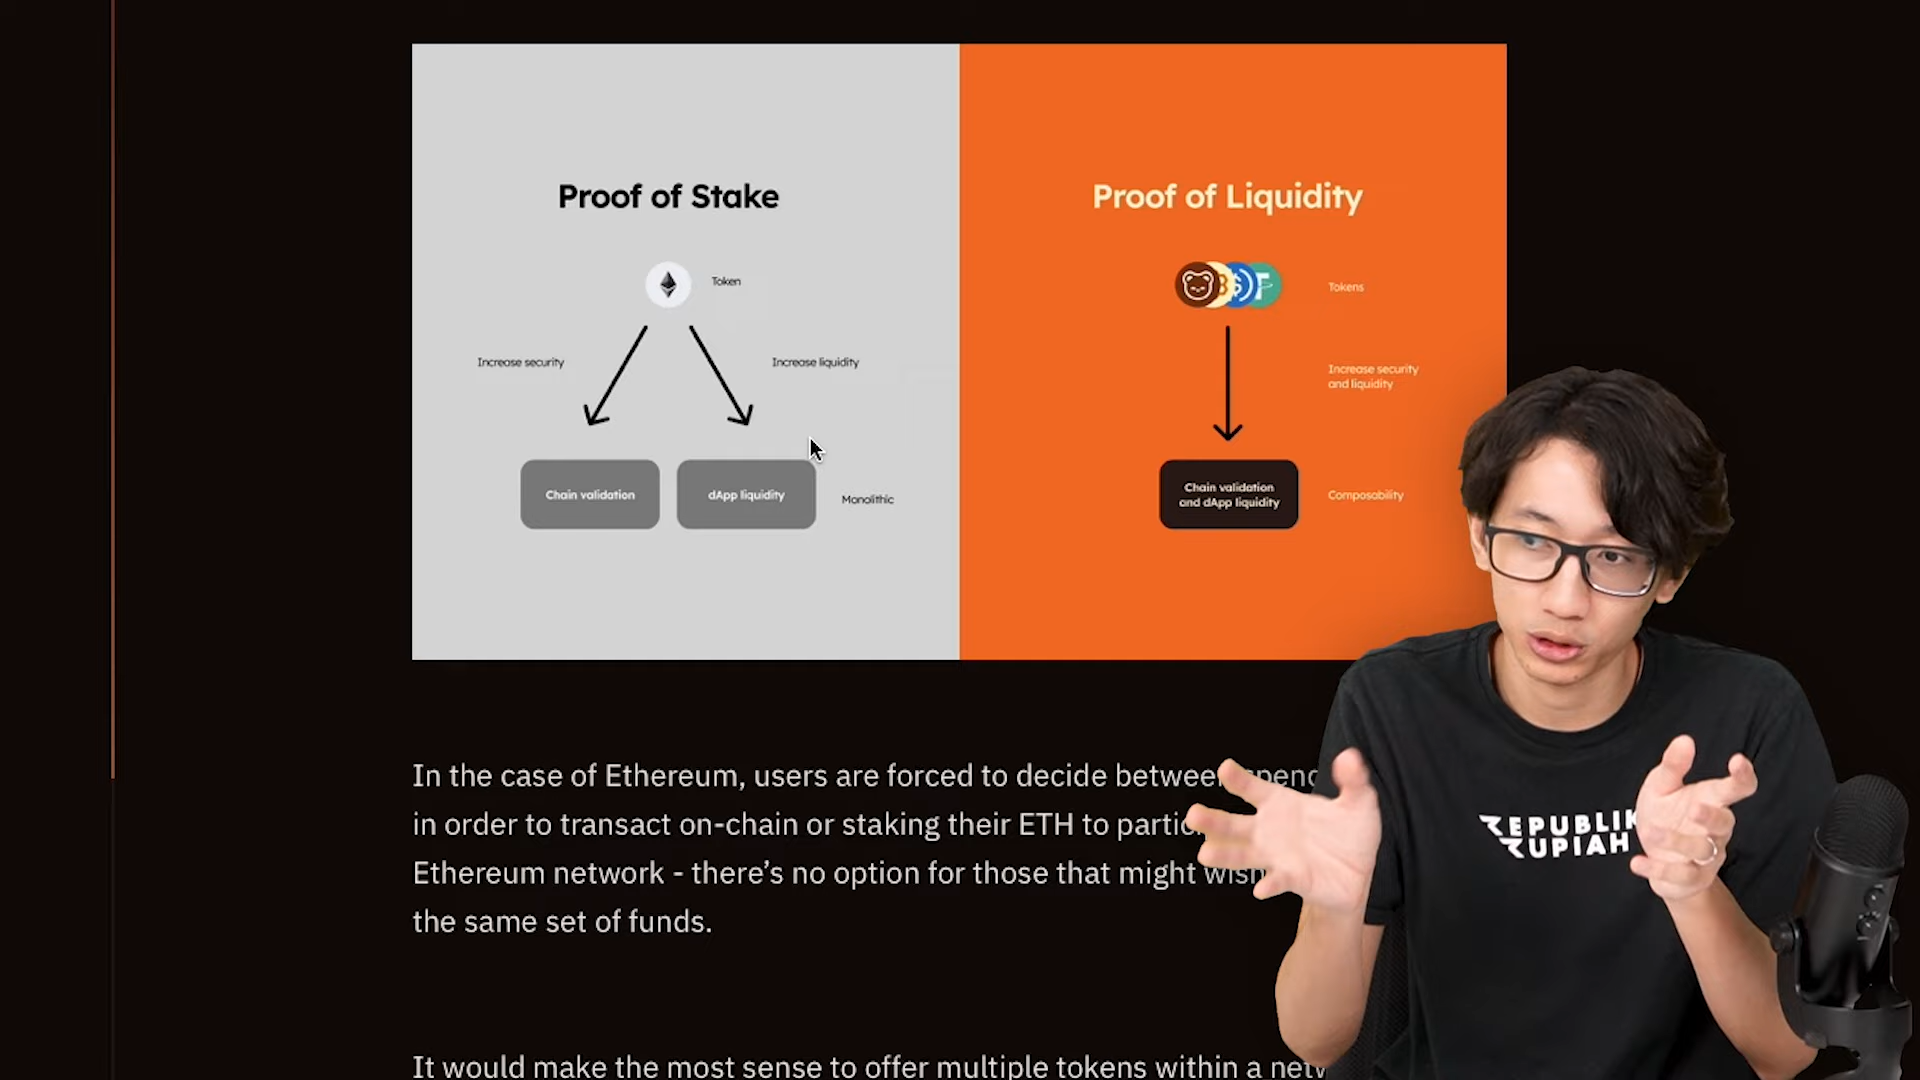 Proof of Stake
Token
Increase security
Increase liquidity
Chain validation
dApp liquidity
Monolithic
Proof of Liquidity
Tokens
Increase security
and liquidity
Chain validation
and dApp liquidity
Composability
In the case of Ethereum, users are forced to decide between
in order to transact on-chain or staking their ETH to
Ethereum network - there's no option for those that might wish
the same set of funds.
It would make the most sense to offer multiple tokens within a
REPUBLIK
RUPIAH